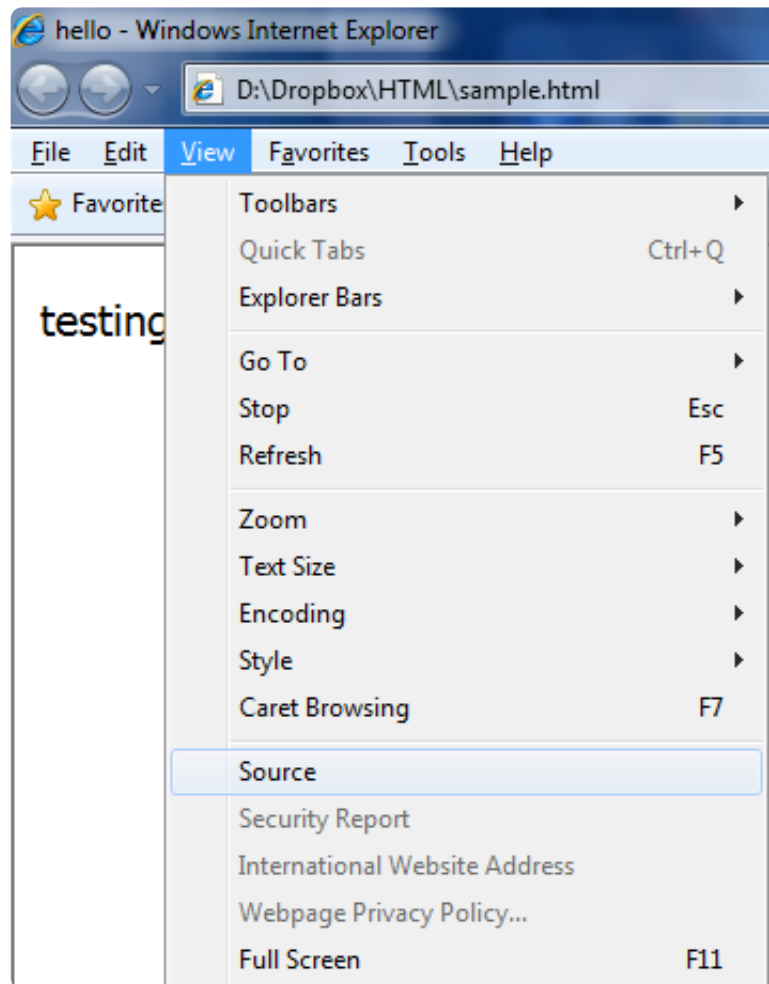 hello - Windows Internet Explorer
D:\Dropbox\HTML\sample.html
File Edit View Favorites Tools Help
Favorite
Toolbars
Quick Tabs Ctrl+Q
Explorer Bars
testing
Go To
Stop Esc
Refresh F5
Zoom
Text Size
Encoding
Style
Caret Browsing F7
Source
Security Report
International Website Address
Webpage Privacy Policy...
Full Screen F11